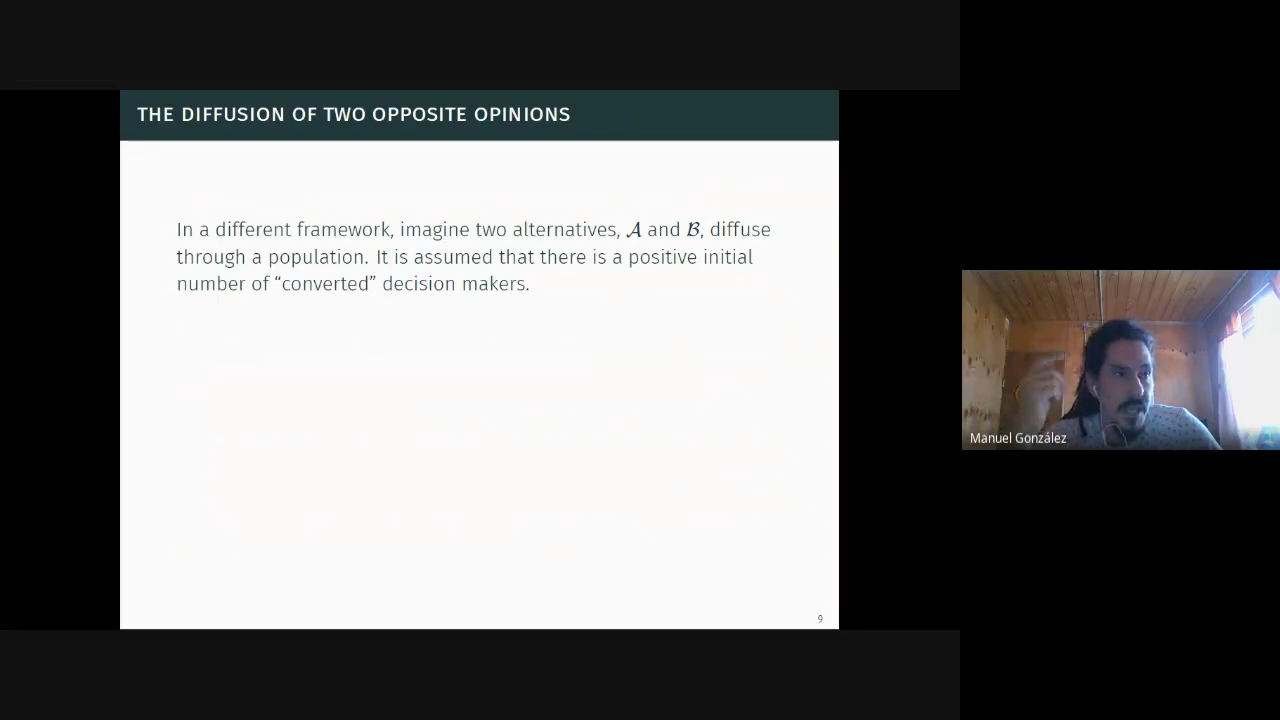 THE DIFFUSION OF TWO OPPOSITE OPINIONS
In a different framework, imagine two alternatives, 𝒜 and ℬ, diffuse
through a population. It is assumed that there is a positive initial
number of “converted” decision makers.
9
Manuel González